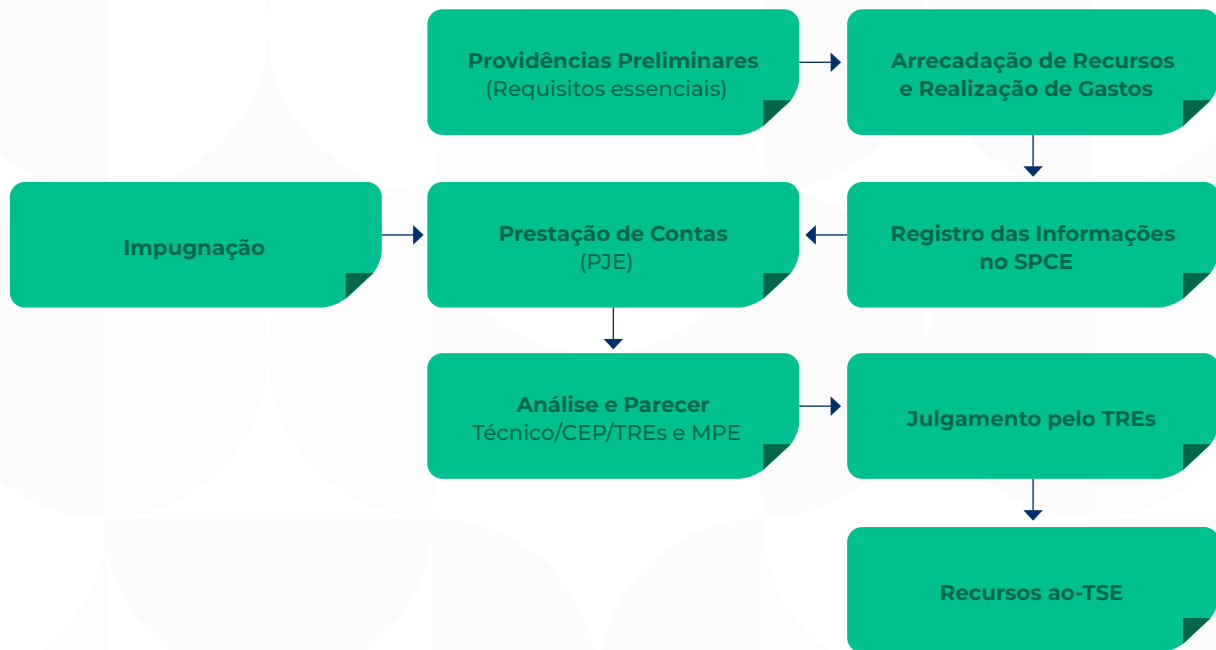 Providências Preliminares
(Requisitos essenciais)
Arrecadação de Recursos
e Realização de Gastos
Impugnação
Prestação de Contas
(PJE)
Registro das Informações
no SPCE
Análise e Parecer
Técnico/CEP/TREs e MPE
Julgamento pelo TREs
Recursos ao-TSE